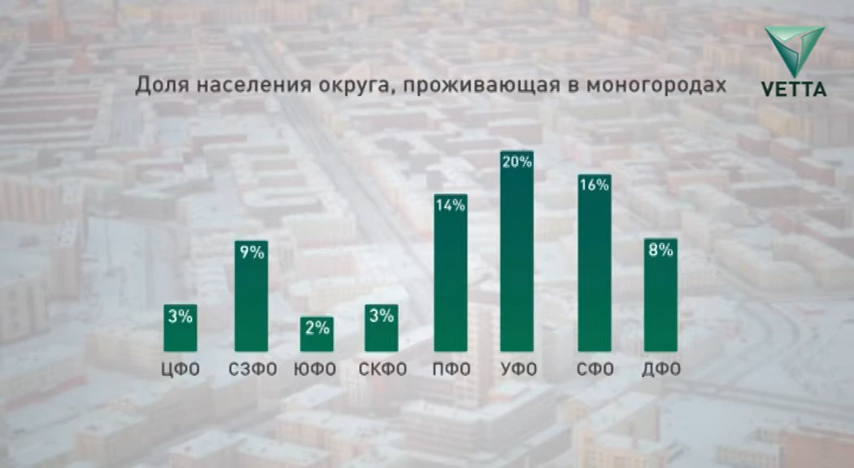 Доля населения округа, проживающая в моногородах
VETTA
3%
9%
2%
3%
14%
20%
16%
8%
ЦФО
СЗФО
ЮФО
СКФО
ПФО
УФО
СФО
ДФО